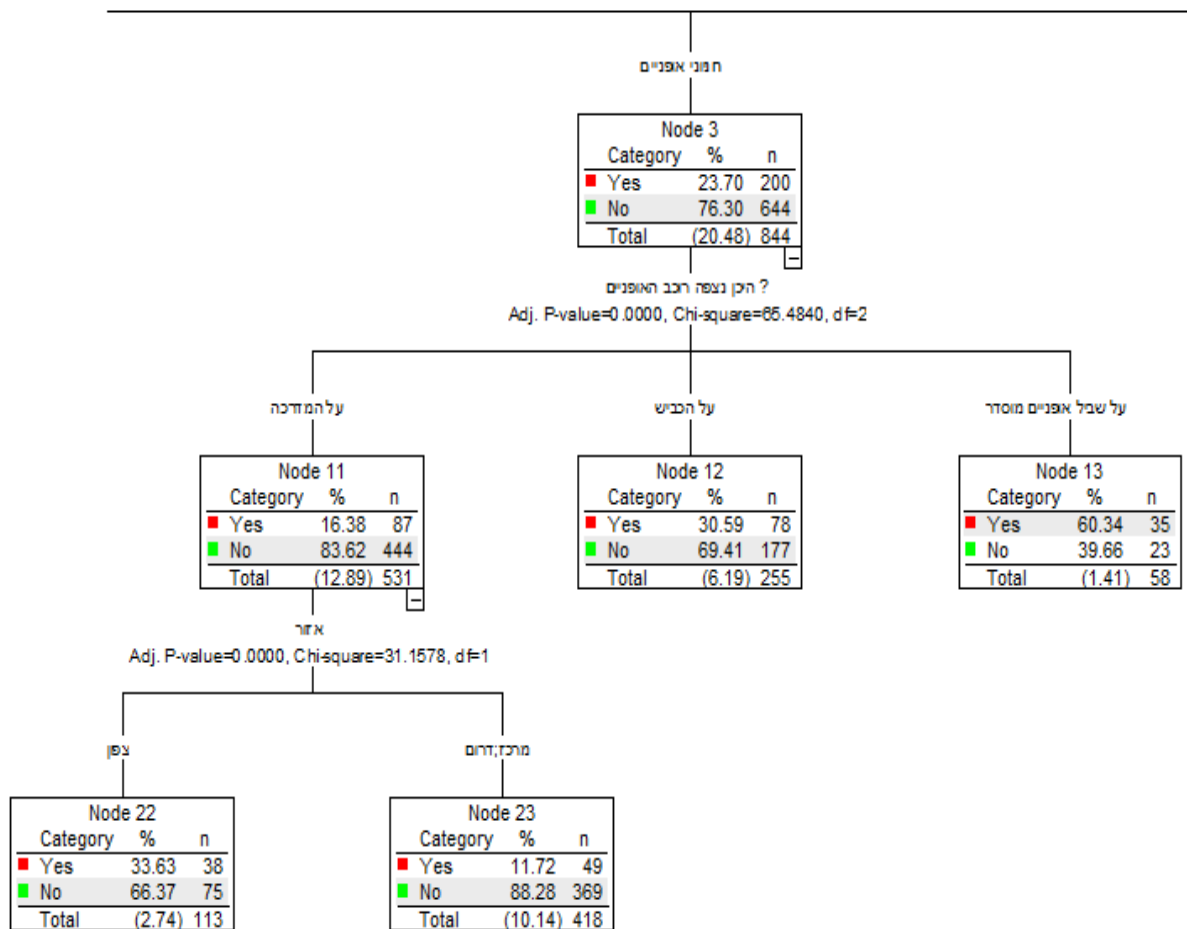 חמוני אופניים
Node 3
Category % n
Yes 23.70 200
No 76.30 644
Total (20.48) 844
היכן נצפה רוכב האופניים ?
Adj. P-value=0.0000, Chi-square=65.4840, df=2
על המדרכה
על הכביש
על שביל אופניים מוסדר
Node 11
Category % n
Yes 16.38 87
No 83.62 444
Total (12.89) 531
Node 12
Category % n
Yes 30.59 78
No 69.41 177
Total (6.19) 255
Node 13
Category % n
Yes 60.34 35
No 39.66 23
Total (1.41) 58
אזור
Adj. P-value=0.0000, Chi-square=31.1578, df=1
צפון
מרכז;דרום
Node 22
Category % n
Yes 33.63 38
No 66.37 75
Total (2.74) 113
Node 23
Category % n
Yes 11.72 49
No 88.28 369
Total (10.14) 418